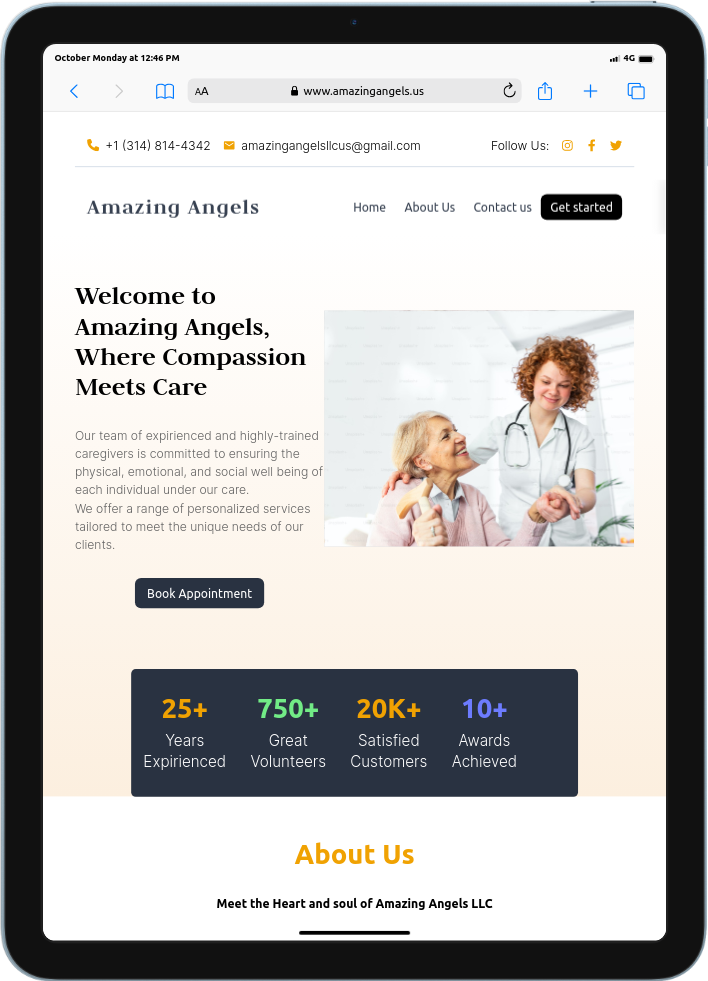 October Monday at 12:46 PM
4G
AA
www.amazingangels.us
+1 (314) 814-4342
amazingangelsllcus@gmail.com
Follow Us:
Amazing Angels
Home
About Us
Contact us
Get started
Welcome to
Amazing Angels,
Where Compassion
Meets Care
Our team of expirienced and highly-trained
caregivers is committed to ensuring the
physical, emotional, and social well being of
each individual under our care.
We offer a range of personalized services
tailored to meet the unique needs of our
clients.
Book Appointment
25+
Years
Expirienced
750+
Great
Volunteers
20K+
Satisfied
Customers
10+
Awards
Achieved
About Us
Meet the Heart and soul of Amazing Angels LLC